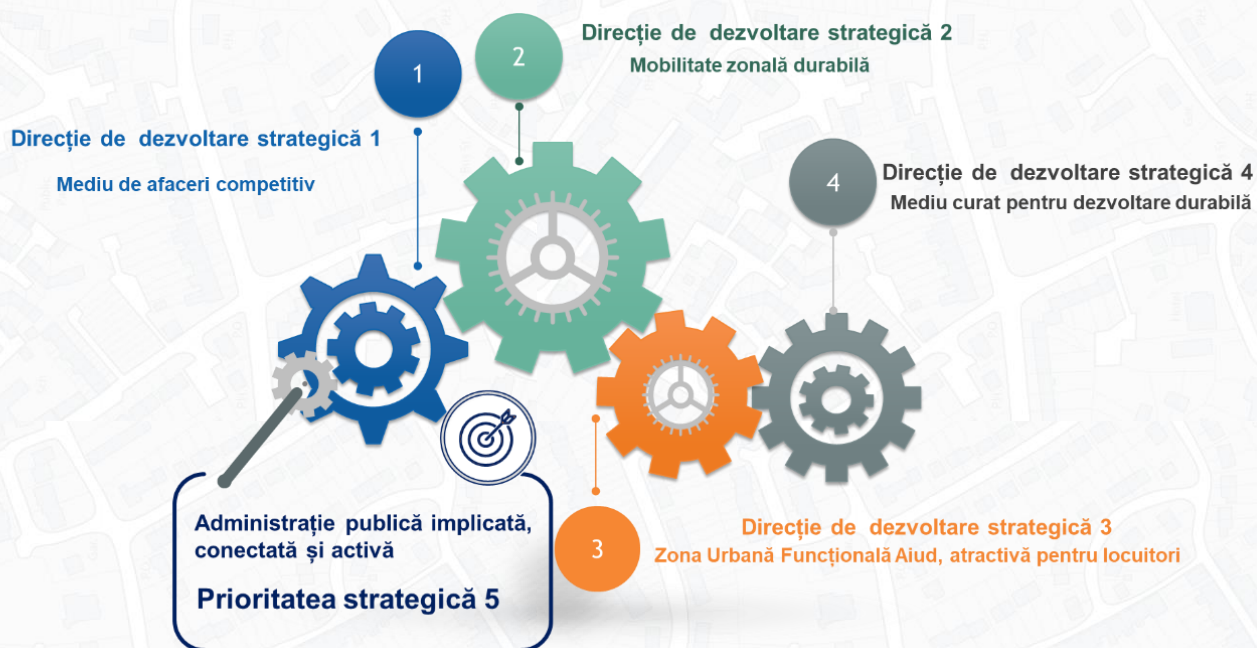 1
Direcție de dezvoltare strategică 1
Mediu de afaceri competitiv
2
Direcție de dezvoltare strategică 2
Mobilitate zonală durabilă
4
Direcție de dezvoltare strategică 4
Mediu curat pentru dezvoltare durabilă
3
Direcție de dezvoltare strategică 3
Zona Urbană Funcțională Aiud, atractivă pentru locuitori
Administrație publică implicată,
conectată și activă
Prioritatea strategică 5